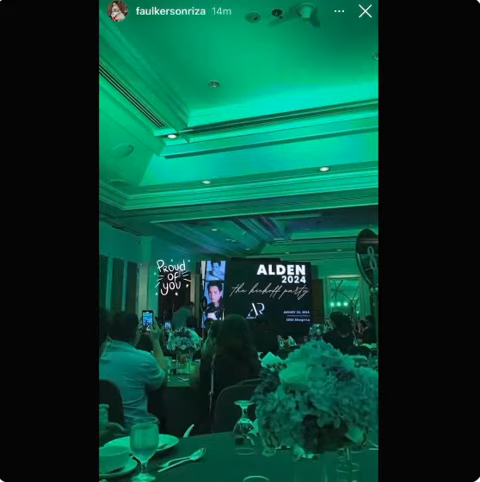 faulkersonriza 14m
Proud
of
you
ALDEN
2024
the kickoff party
AR